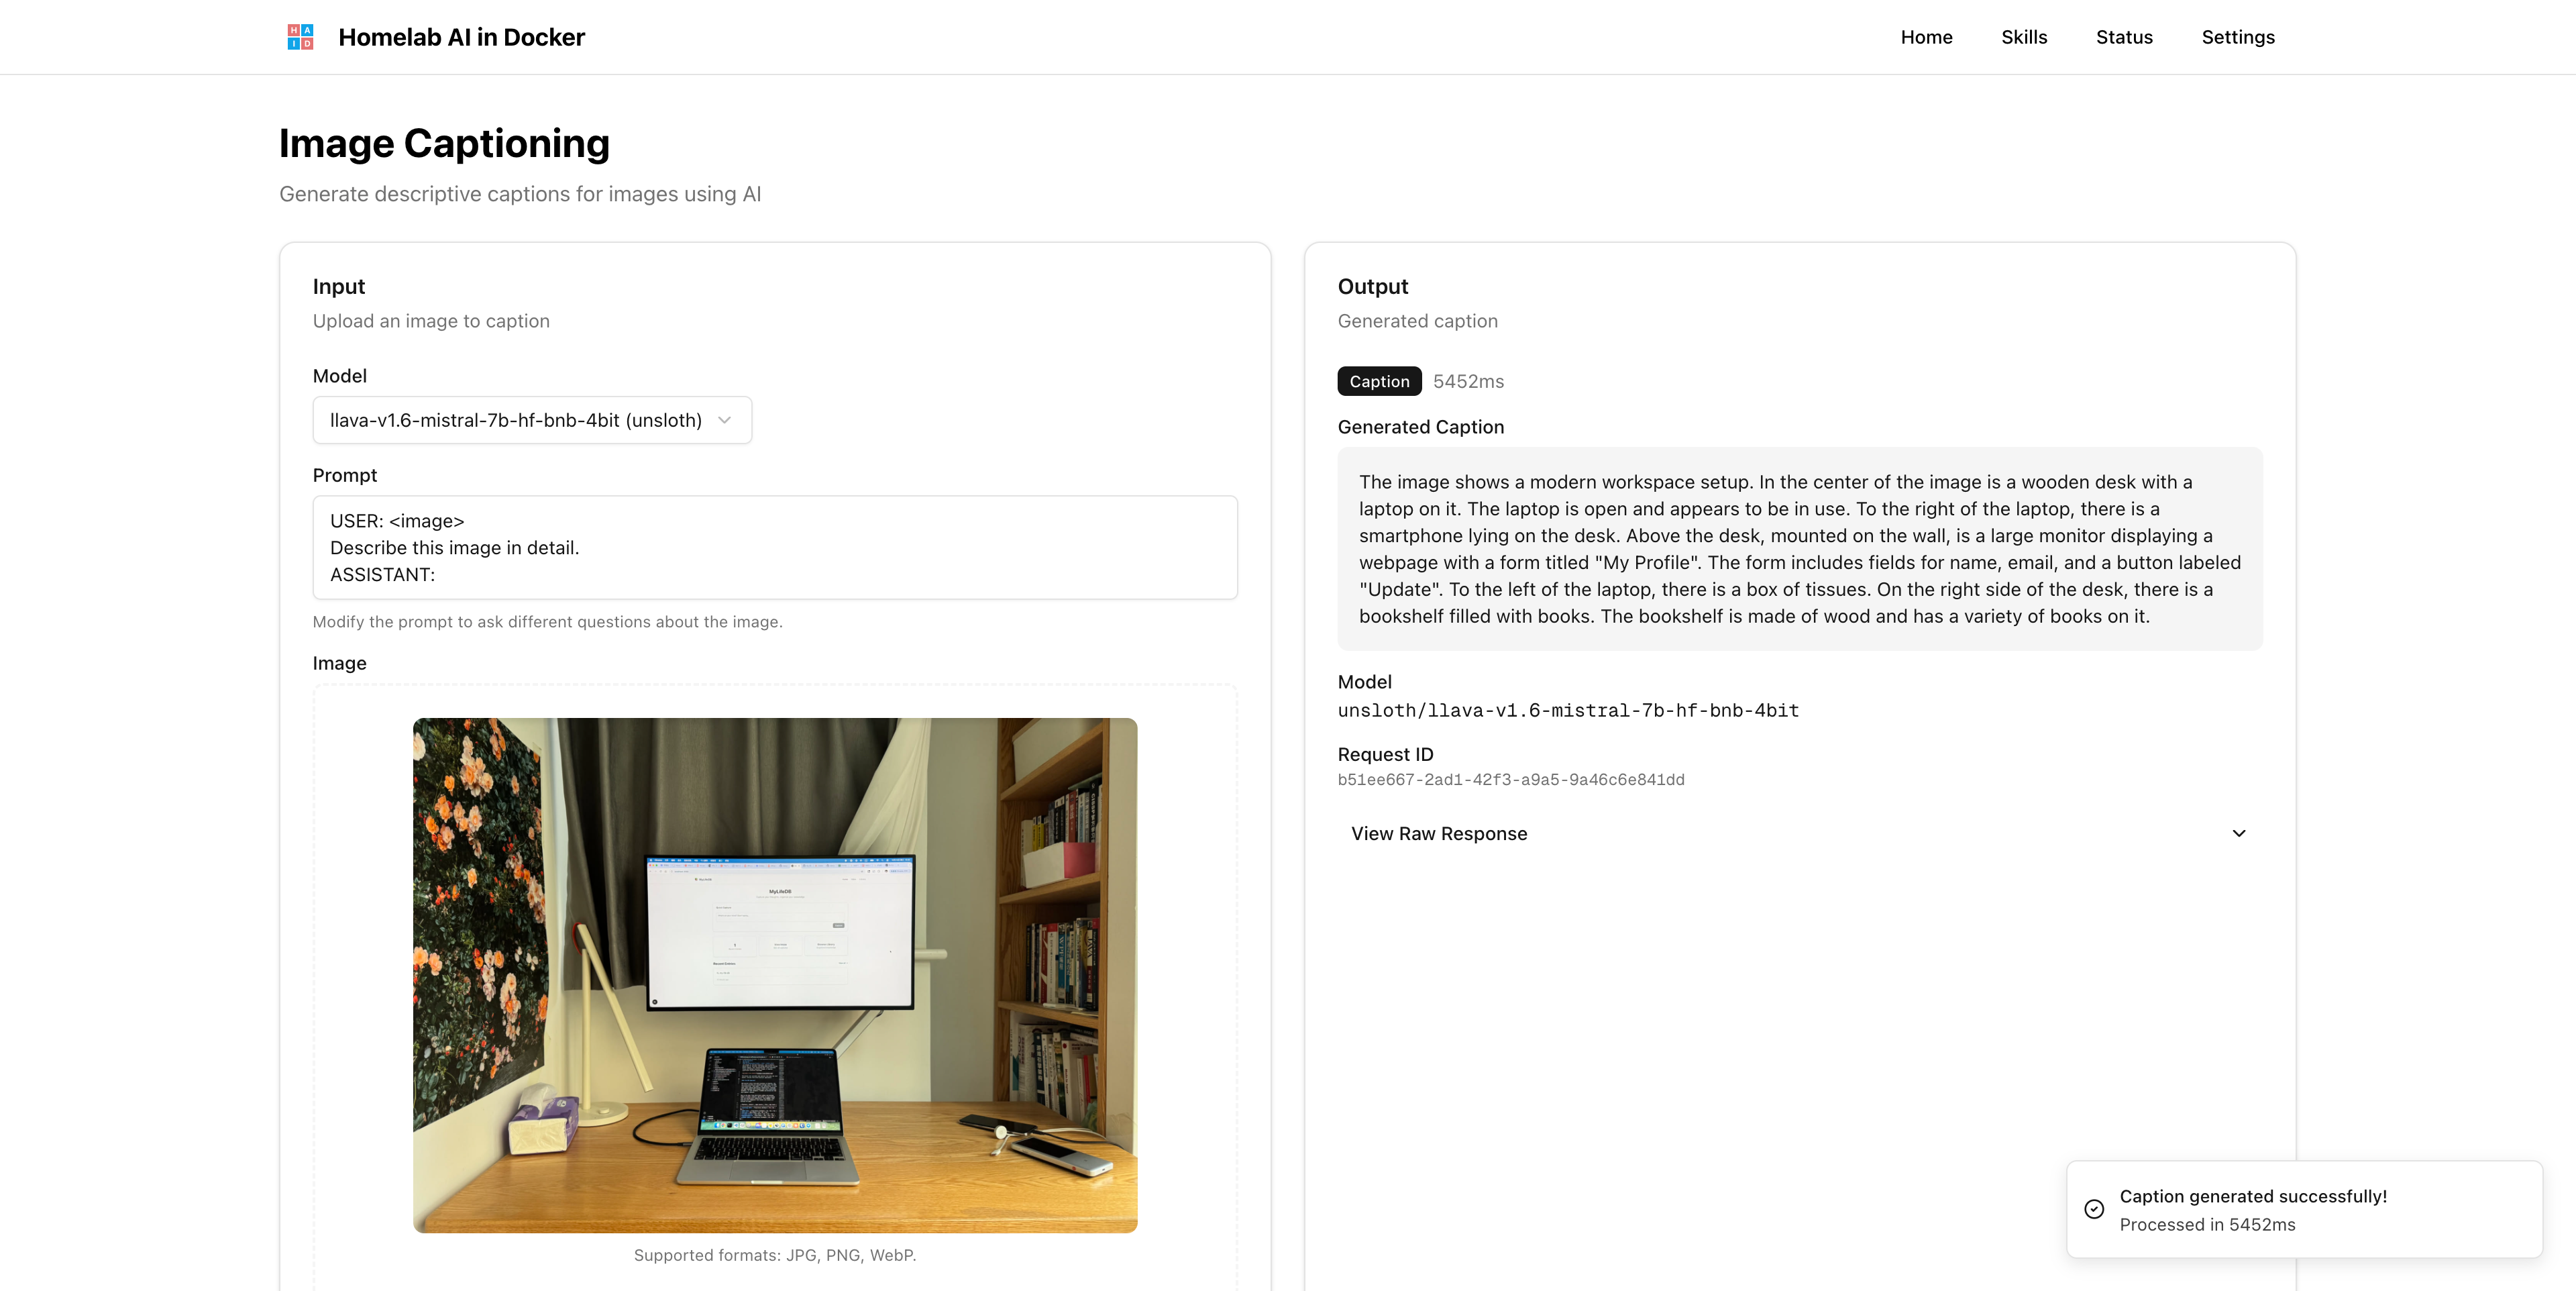 H A
I D
Homelab AI in Docker
Home
Skills
Status
Settings
Image Captioning
Generate descriptive captions for images using AI
Input
Upload an image to caption
Model
llava-v1.6-mistral-7b-hf-bnb-4bit (unsloth)
Prompt
USER: <image>
Describe this image in detail.
ASSISTANT:
Modify the prompt to ask different questions about the image.
Image
MyLifeDB
Supported formats: JPG, PNG, WebP.
Output
Generated caption
Caption
5452ms
Generated Caption
The image shows a modern workspace setup. In the center of the image is a wooden desk with a
laptop on it. The laptop is open and appears to be in use. To the right of the laptop, there is a
smartphone lying on the desk. Above the desk, mounted on the wall, is a large monitor displaying a
webpage with a form titled "My Profile". The form includes fields for name, email, and a button labeled
"Update". To the left of the laptop, there is a box of tissues. On the right side of the desk, there is a
bookshelf filled with books. The bookshelf is made of wood and has a variety of books on it.
Model
unsloth/llava-v1.6-mistral-7b-hf-bnb-4bit
Request ID
b51ee667-2ad1-42f3-a9a5-9a46c6e841dd
View Raw Response
Caption generated successfully!
Processed in 5452ms